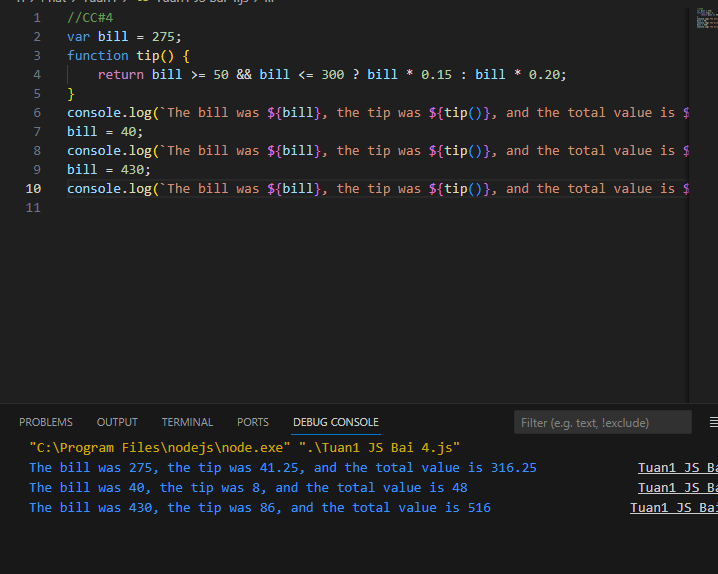 1 //CC#4
2 var bill = 275;
3 function tip() {
4     return bill >= 50 && bill <= 300 ? bill * 0.15 : bill * 0.20;
5 }
6 console.log(`The bill was ${bill}, the tip was ${tip()}, and the total value is $
7 bill = 40;
8 console.log(`The bill was ${bill}, the tip was ${tip()}, and the total value is $
9 bill = 430;
10 console.log(`The bill was ${bill}, the tip was ${tip()}, and the total value is $
11
PROBLEMS OUTPUT TERMINAL PORTS DEBUG CONSOLE Filter (e.g. text, !exclude)
"C:\Program Files\nodejs\node.exe" ".\Tuan1 JS Bai 4.js"
The bill was 275, the tip was 41.25, and the total value is 316.25 Tuan1 JS Ba
The bill was 40, the tip was 8, and the total value is 48 Tuan1 JS Ba
The bill was 430, the tip was 86, and the total value is 516 Tuan1 JS Bai